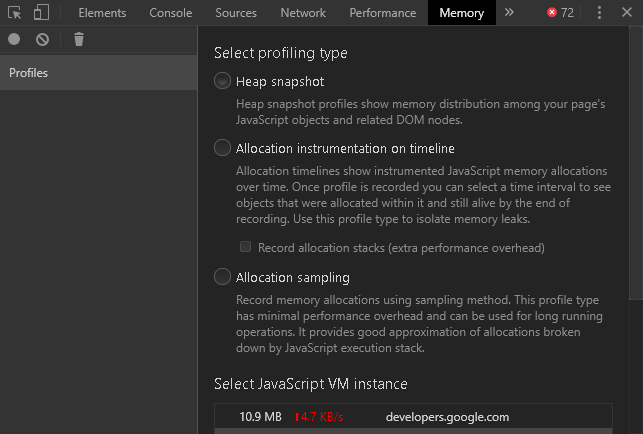 Elements Console Sources Network Performance Memory » 72
Profiles
Select profiling type
Heap snapshot
Heap snapshot profiles show memory distribution among your page's
JavaScript objects and related DOM nodes.
Allocation instrumentation on timeline
Allocation timelines show instrumented JavaScript memory allocations
over time. Once profile is recorded you can select a time interval to see
objects that were allocated within it and still alive by the end of
recording. Use this profile type to isolate memory leaks.
Record allocation stacks (extra performance overhead)
Allocation sampling
Record memory allocations using sampling method. This profile type
has minimal performance overhead and can be used for long running
operations. It provides good approximation of allocations broken
down by JavaScript execution stack.
Select JavaScript VM instance
10.9 MB ↑4.7 KB/s developers.google.com